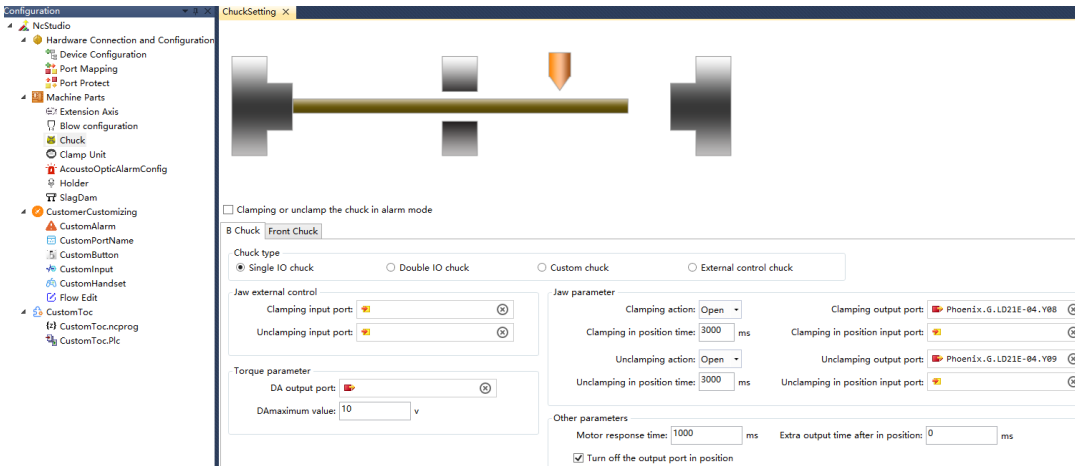 Configuration
ChuckSetting ×
NcStudio
Hardware Connection and Configuration
Device Configuration
Port Mapping
Port Protect
Machine Parts
Extension Axis
Blow configuration
Chuck
Clamp Unit
AcoustoOpticAlarmConfig
Holder
SlagDam
CustomerCustomizing
CustomAlarm
CustomPortName
CustomButton
CustomInput
CustomHandset
Flow Edit
CustomToc
CustomToc.ncprog
CustomToc.Plc
Clamping or unclamp the chuck in alarm mode
B Chuck Front Chuck
Chuck type
Single IO chuck Double IO chuck Custom chuck External control chuck
Jaw external control
Clamping input port:
Unclamping input port:
Torque parameter
DA output port:
DAmaximum value: 10 v
Jaw parameter
Clamping action: Open Clamping output port: Phoenix.G.LD21E-04.Y08
Clamping in position time: 3000 ms Clamping in position input port:
Unclamping action: Open Unclamping output port: Phoenix.G.LD21E-04.Y09
Unclamping in position time: 3000 ms Unclamping in position input port:
Other parameters
Motor response time: 1000 ms Extra output time after in position: 0 ms
Turn off the output port in position